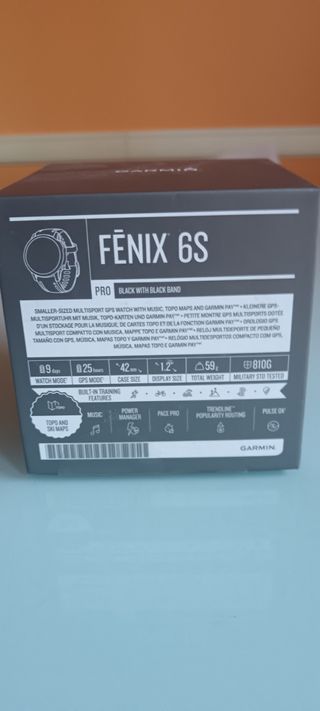 GARMIN
FĒNIX® 6S
PRO
BLACK WITH BLACK BAND
SMALLER-SIZED MULTISPORT GPS WATCH WITH MUSIC, TOPO MAPS AND GARMIN PAY™ • KLEINERE GPS-
MULTISPORTUHR MIT MUSIK, TOPO-KARTEN UND GARMIN PAY™ • PETITE MONTRE GPS MULTISPORTS DOTÉE
D'UN STOCKAGE POUR LA MUSIQUE, DE CARTES TOPO ET DE LA FONCTION GARMIN PAY™ • OROLOGIO GPS
MULTISPORT COMPATTO CON MUSICA, MAPPE TOPO E GARMIN PAY™ • RELOJ MULTIDEPORTE DE PEQUEÑO
TAMAÑO CON GPS, MÚSICA, MAPAS TOPO Y GARMIN PAY™ • RELÓGIO MULTIDESPORTOS COMPACTO COM GPS,
MÚSICA, MAPAS TOPO E GARMIN PAY™
9 days 25 hours 42 1.2" 59g 810G
WATCH MODE GPS MODE CASE SIZE DISPLAY SIZE TOTAL WEIGHT MILITARY STD TESTED
BUILT-IN TRAINING
FEATURES
TOPO AND
SKI MAPS
MUSIC
POWER
MANAGER
PACE PRO
TRENDLINE™
POPULARITY ROUTING
PULSE OX
GARMIN